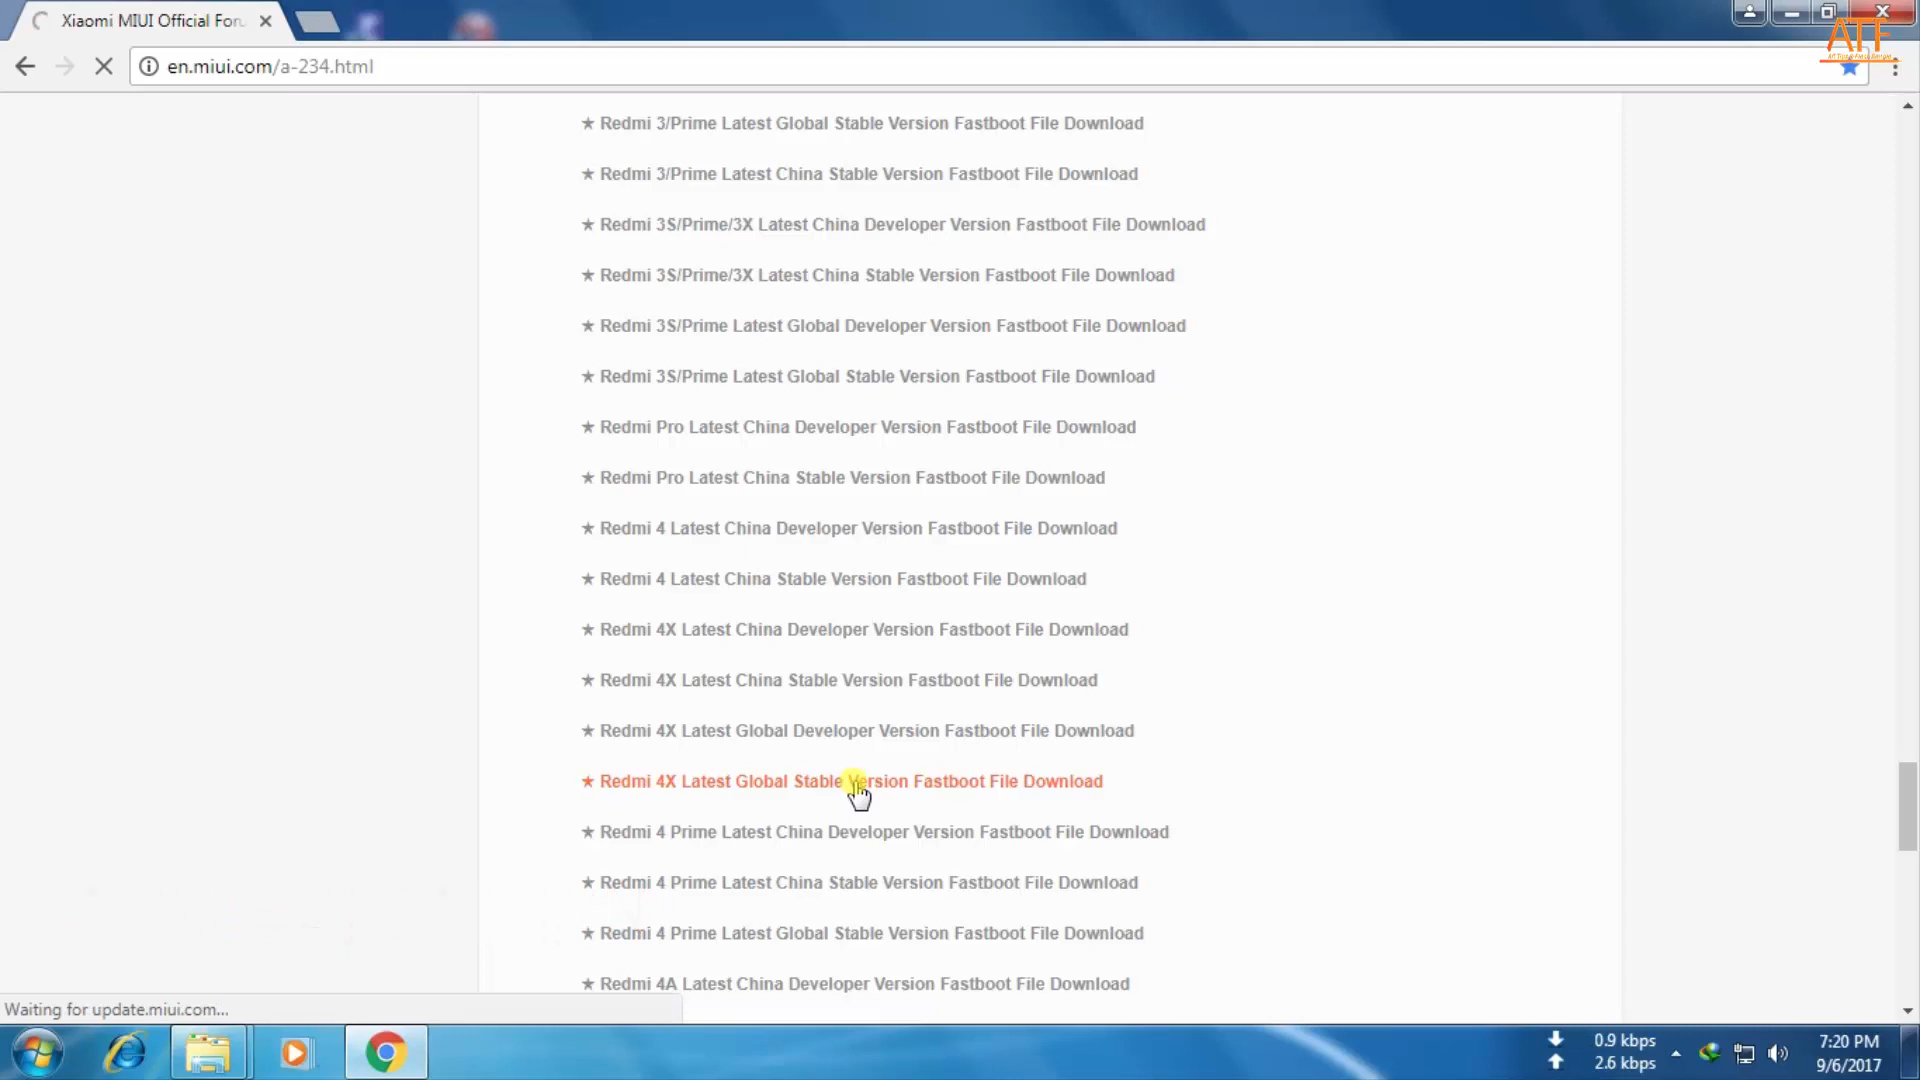 Xiaomi MIUI Official Foru
ATF
en.miui.com/a-234.html
★ Redmi 3/Prime Latest Global Stable Version Fastboot File Download
★ Redmi 3/Prime Latest China Stable Version Fastboot File Download
★ Redmi 3S/Prime/3X Latest China Developer Version Fastboot File Download
★ Redmi 3S/Prime/3X Latest China Stable Version Fastboot File Download
★ Redmi 3S/Prime Latest Global Developer Version Fastboot File Download
★ Redmi 3S/Prime Latest Global Stable Version Fastboot File Download
★ Redmi Pro Latest China Developer Version Fastboot File Download
★ Redmi Pro Latest China Stable Version Fastboot File Download
★ Redmi 4 Latest China Developer Version Fastboot File Download
★ Redmi 4 Latest China Stable Version Fastboot File Download
★ Redmi 4X Latest China Developer Version Fastboot File Download
★ Redmi 4X Latest China Stable Version Fastboot File Download
★ Redmi 4X Latest Global Developer Version Fastboot File Download
★ Redmi 4X Latest Global Stable Version Fastboot File Download
★ Redmi 4 Prime Latest China Developer Version Fastboot File Download
★ Redmi 4 Prime Latest China Stable Version Fastboot File Download
★ Redmi 4 Prime Latest Global Stable Version Fastboot File Download
★ Redmi 4A Latest China Developer Version Fastboot File Download
Waiting for update.miui.com...
0.9 kbps
2.6 kbps
7:20 PM
9/6/2017